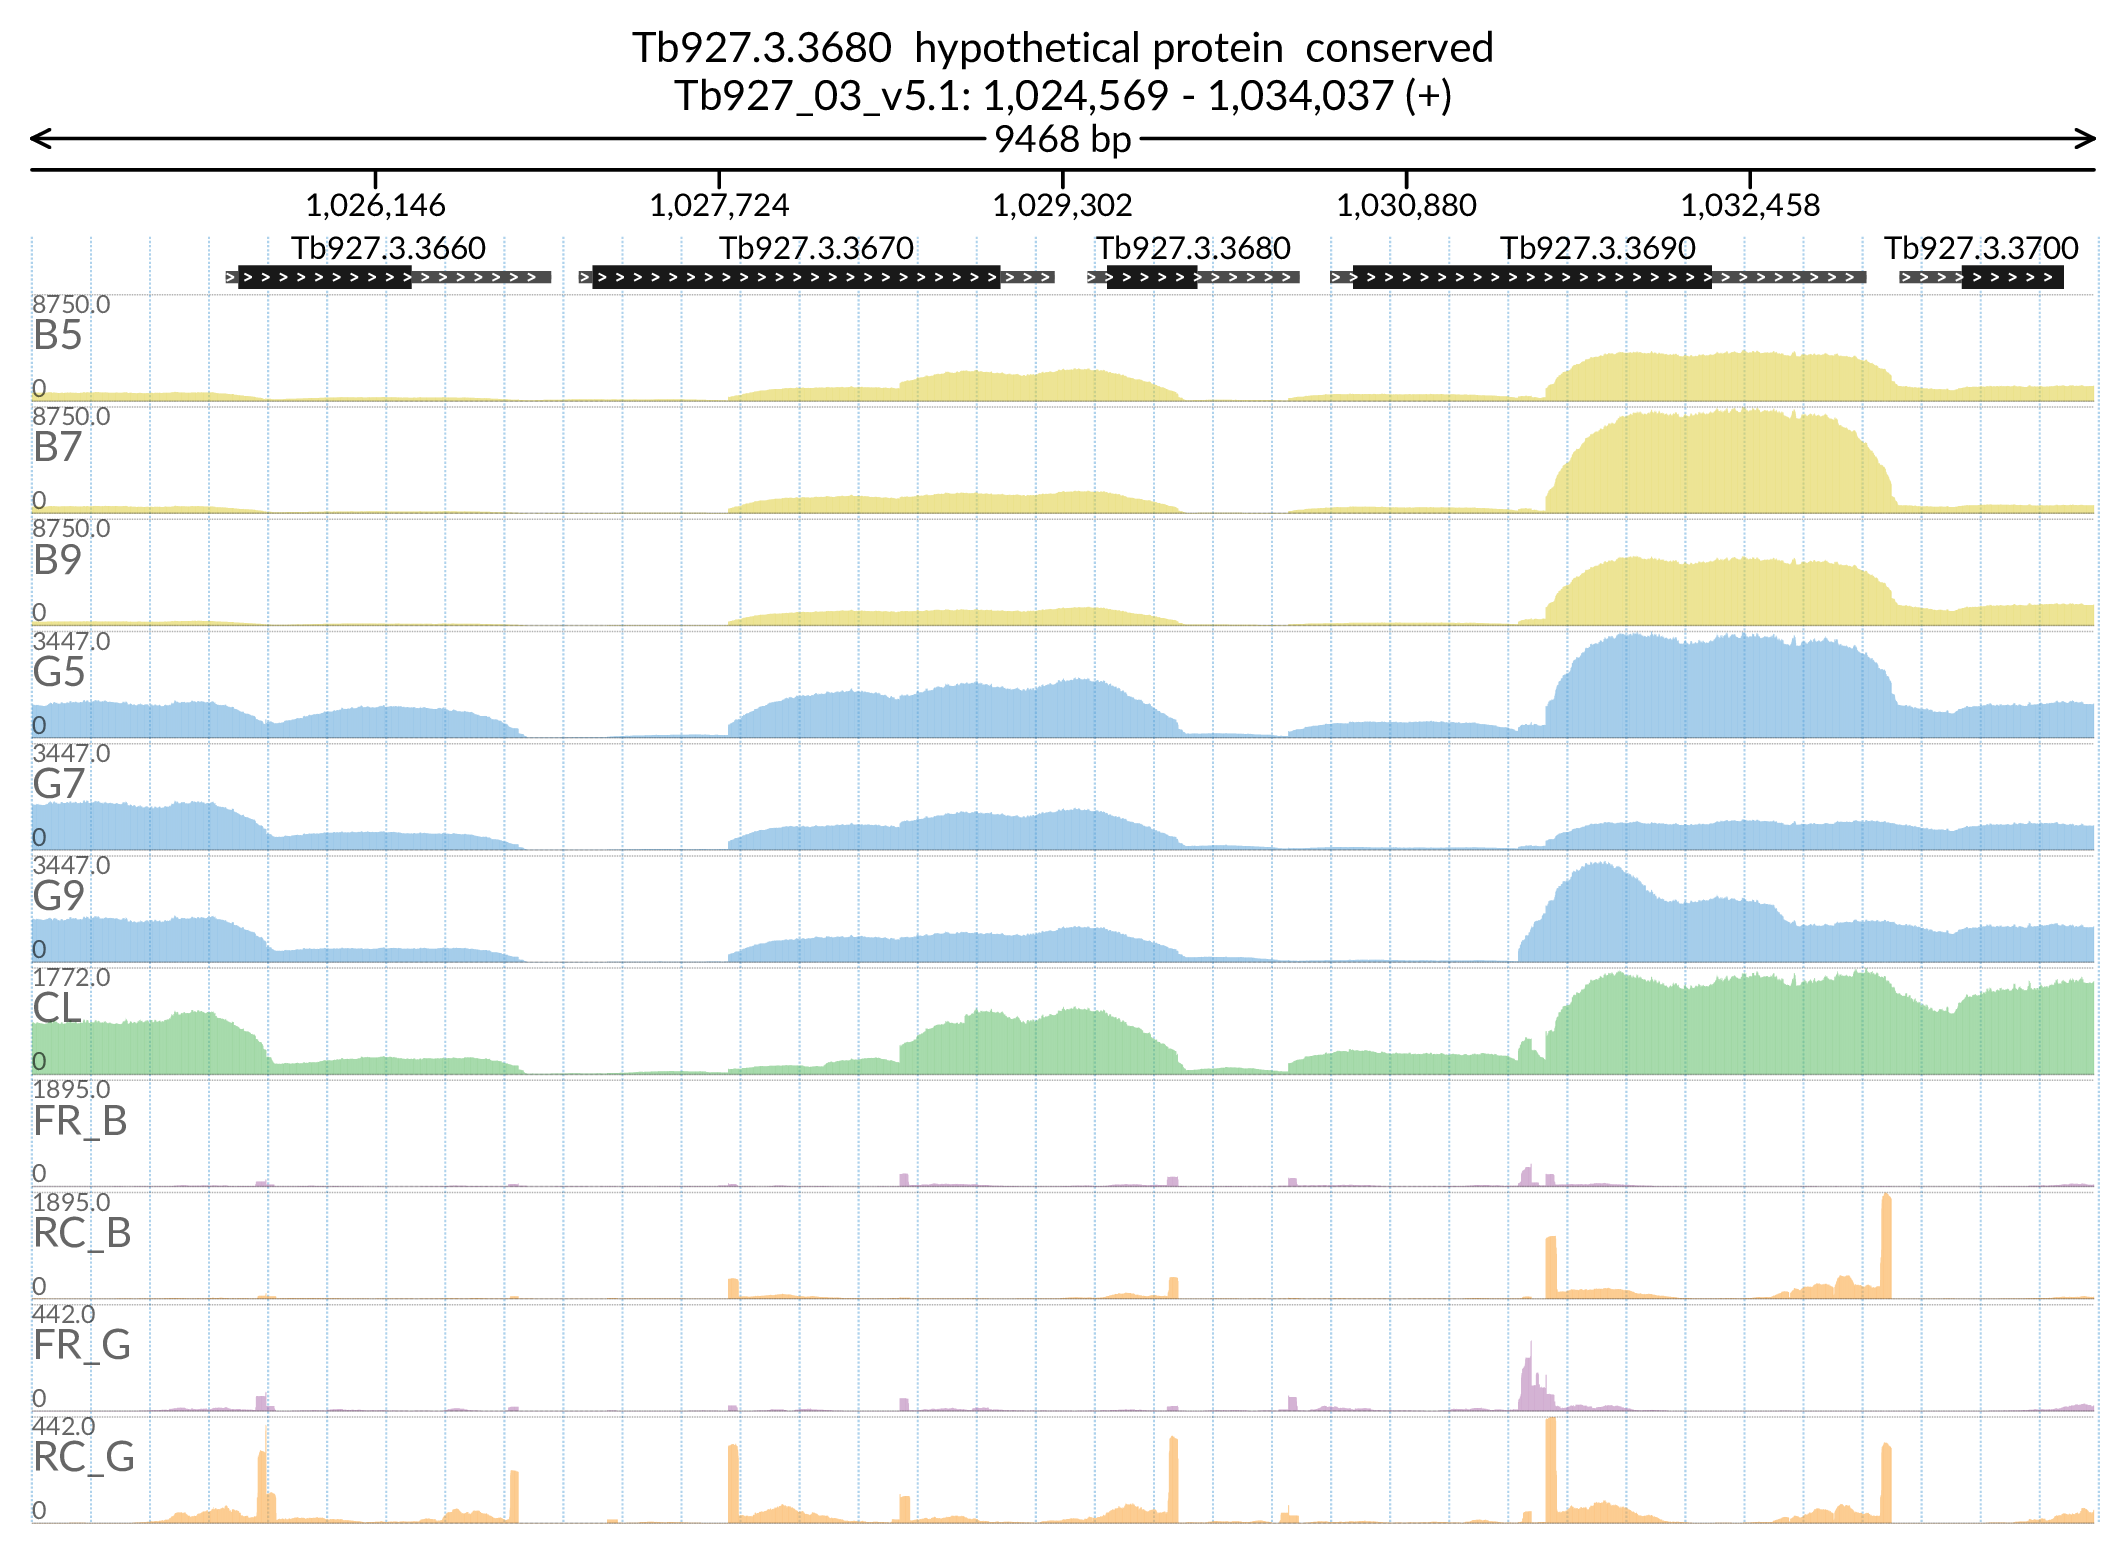 Tb927.3.3680 hypothetical protein conserved
Tb927_03_v5.1: 1,024,569 - 1,034,037 (+)
9468 bp
1,026,146 1,027,724 1,029,302 1,030,880 1,032,458
Tb927.3.3660 Tb927.3.3670 Tb927.3.3680 Tb927.3.3690 Tb927.3.3700
8750.0
B5
0
8750.0
B7
0
8750.0
B9
0
3447.0
G5
0
3447.0
G7
0
3447.0
G9
0
1772.0
CL
0
1895.0
FR_B
0
1895.0
RC_B
0
442.0
FR_G
0
442.0
RC_G
0